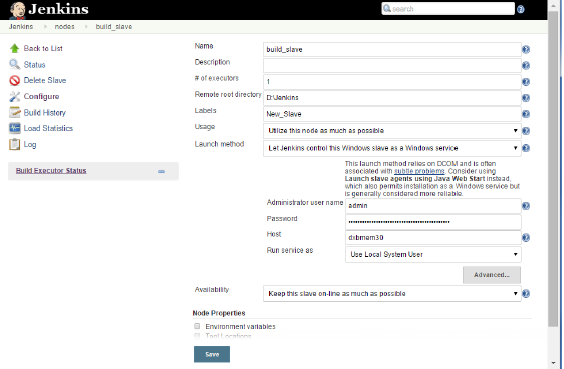 Jenkins
search
Jenkins nodes build_slave
Back to List
Status
Delete Slave
Configure
Build History
Load Statistics
Log
Build Executor Status
Name build_slave
Description
# of executors 1
Remote root directory D:\Jenkins
Labels New_Slave
Usage Utilize this node as much as possible
Launch method Let Jenkins control this Windows slave as a Windows service
This launch method relies on DCOM and is often
associated with subtle problems. Consider using
Launch slave agents using Java Web Start instead,
which also permits installation as a Windows service but
is generally considered more reliable.
Administrator user name admin
Password
Host dxbmem30
Run service as Use Local System User
Advanced...
Availability Keep this slave on-line as much as possible
Node Properties
Environment variables
Tool Locations
Save